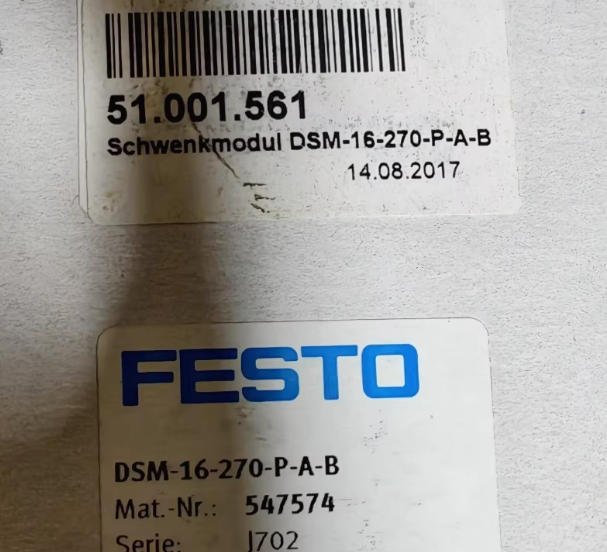 51.001.561
Schwenkmodul DSM-16-270-P-A-B
14.08.2017
FESTO
DSM-16-270-P-A-B
Mat.-Nr.: 547574
Serie: J702